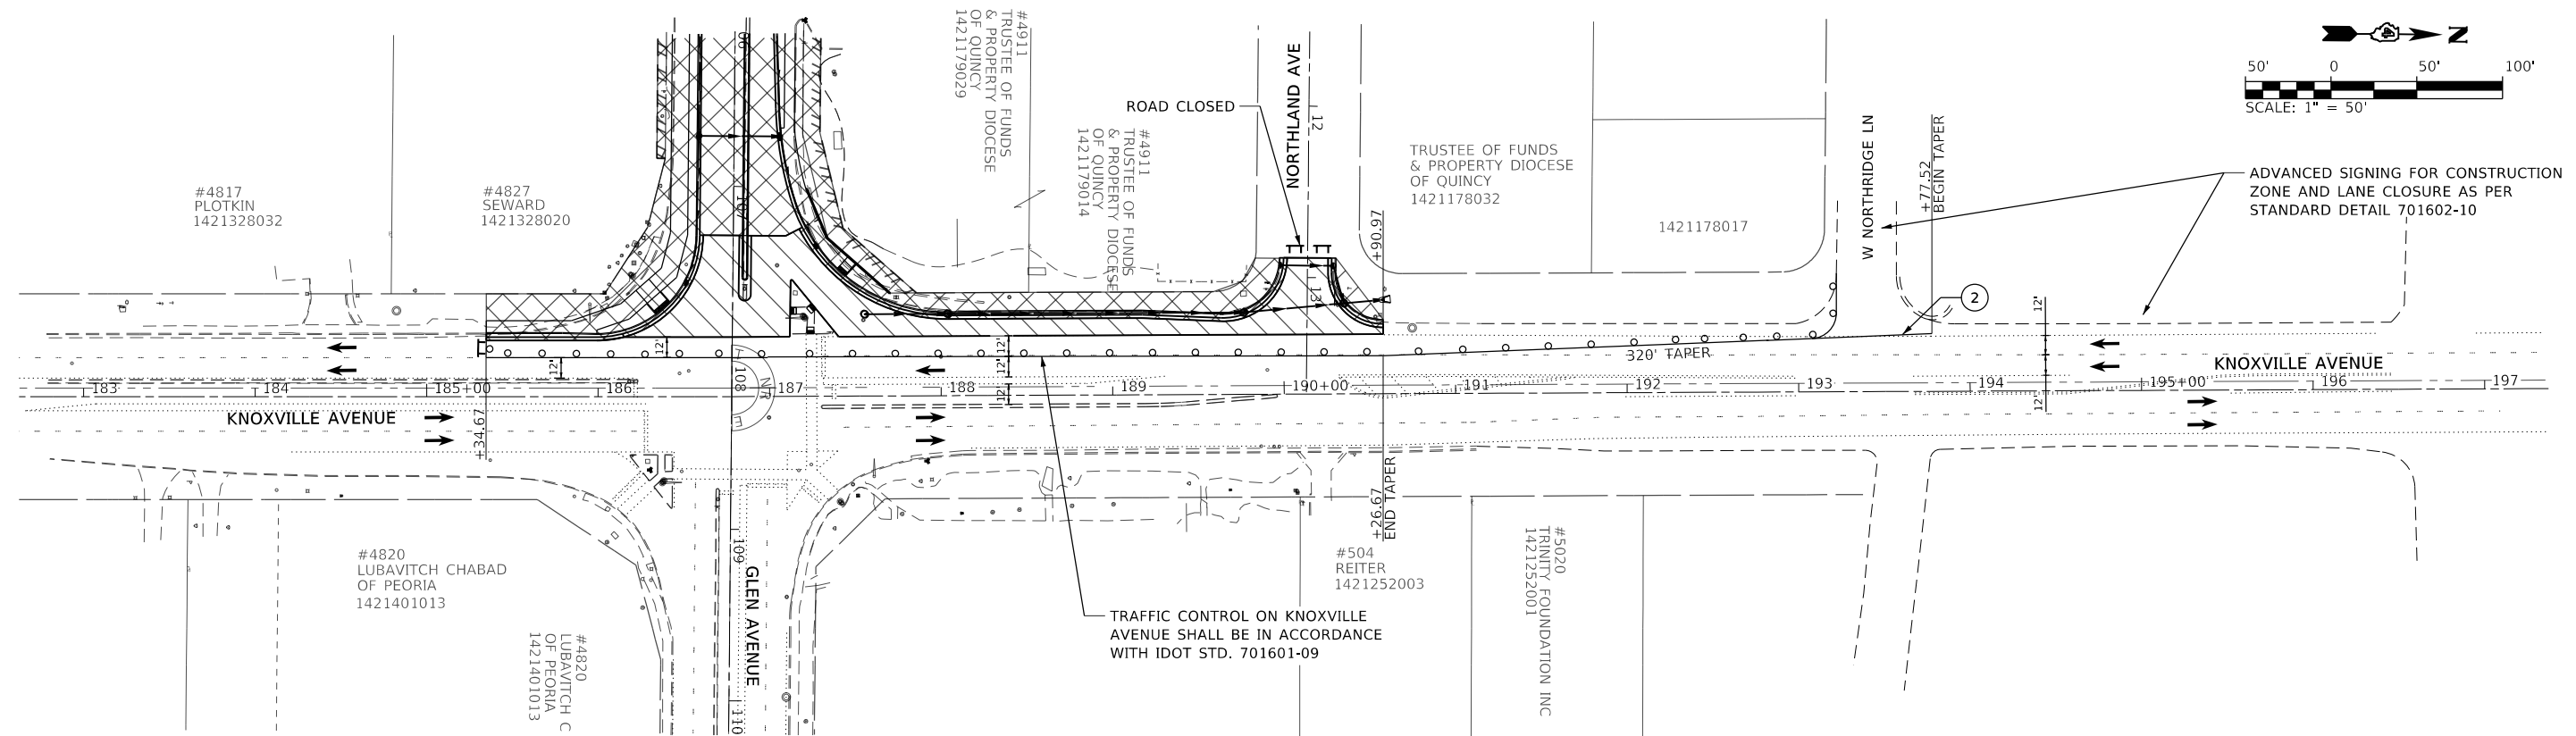 N
50'
0
50'
100'
SCALE: 1" = 50'
ROAD CLOSED
NORTHLAND AVE
12
13
#4911
TRUSTEE OF FUNDS
& PROPERTY DIOCESE
OF QUINCY
1421179029
#4911
TRUSTEE OF FUNDS
& PROPERTY DIOCESE
OF QUINCY
1421179014
TRUSTEE OF FUNDS
& PROPERTY DIOCESE
OF QUINCY
1421178032
1421178017
W NORTHRIDGE LN
+77.52
BEGIN TAPER
ADVANCED SIGNING FOR CONSTRUCTION
ZONE AND LANE CLOSURE AS PER
STANDARD DETAIL 701602-10
#4817
PLOTKIN
1421328032
#4827
SEWARD
1421328020
107
+90.97
2
12'
12'
12'
12'
12'
12'
320' TAPER
183
184
185+00
186
187
188
189
190+00
191
192
193
194
195+00
196
197
108
KNOXVILLE AVENUE
KNOXVILLE AVENUE
+34.67
+26.67
END TAPER
109
GLEN AVENUE
110
#4820
LUBAVITCH CHABAD
OF PEORIA
1421401013
#4820
LUBAVITCH C
OF PEORIA
1421401013
#504
REITER
1421252003
#5020
TRINITY FOUNDATION INC
1421252001
TRAFFIC CONTROL ON KNOXVILLE
AVENUE SHALL BE IN ACCORDANCE
WITH IDOT STD. 701601-09